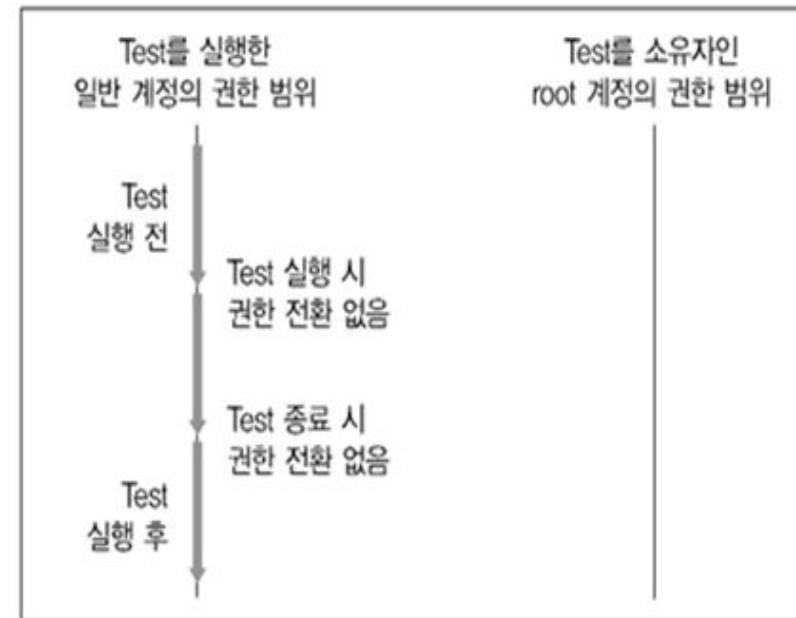 Test를 실행한
일반 계정의 권한 범위
Test를 소유자인
root 계정의 권한 범위
Test
실행 전
Test 실행 시
권한 전환 없음
Test 종료 시
권한 전환 없음
Test
실행 후